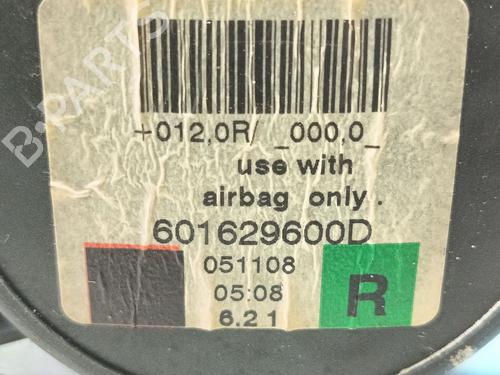 B-PARTS
+012,0R/ _000,0_
use with
airbag only.
601629600D
051108
05:08
6.2 1
R